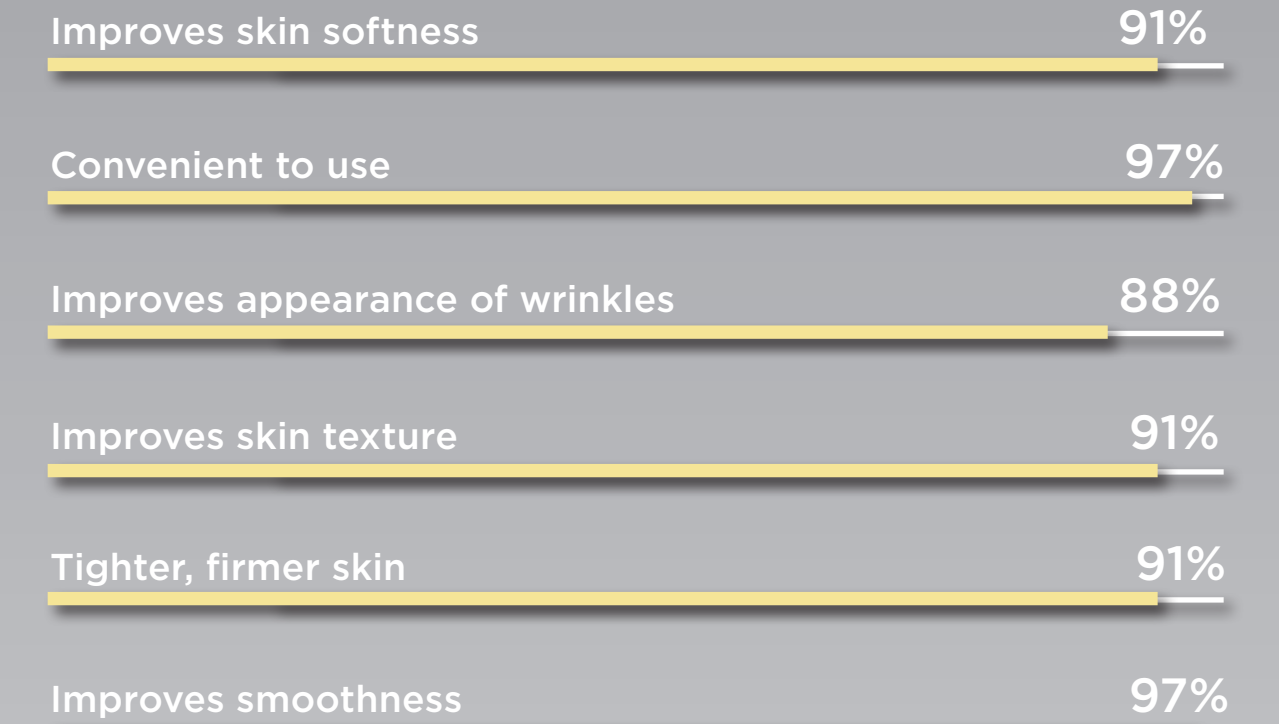 Improves skin softness 91%
Convenient to use 97%
Improves appearance of wrinkles 88%
Improves skin texture 91%
Tighter, firmer skin 91%
Improves smoothness 97%